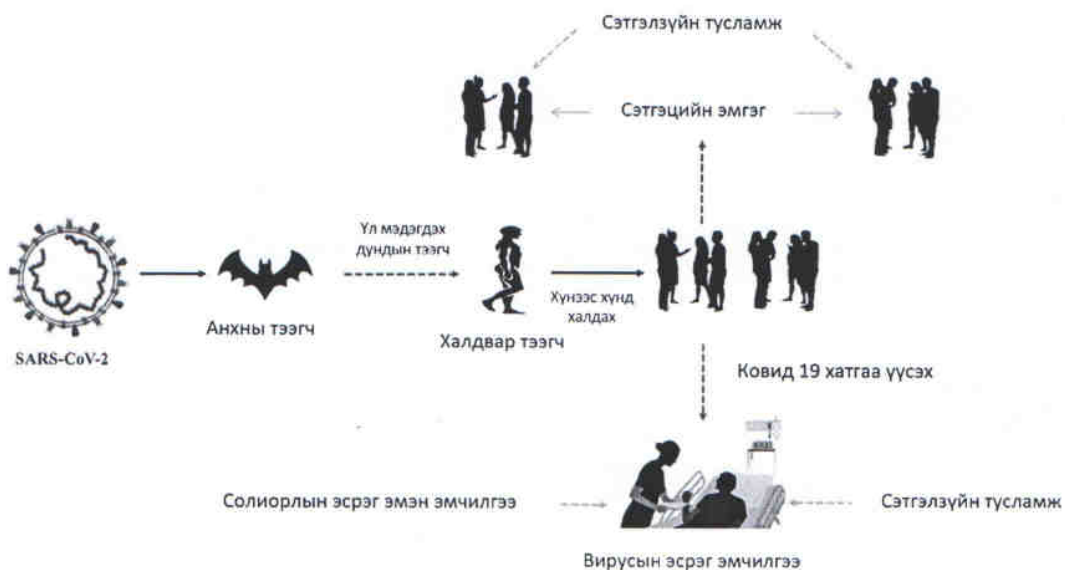 Сэтгэлзүйн тусламж
Сэтгэцийн эмгэг
Үл мэдэгдэх
дундын тээгч
Анхны тээгч
Халдвар тээгч
Хүнээс хүнд
халдах
SARS-CoV-2
Ковид 19 хатгаа үүсэх
Солиорлын эсрэг эмэн эмчилгээ
Сэтгэлзүйн тусламж
Вирусын эсрэг эмчилгээ